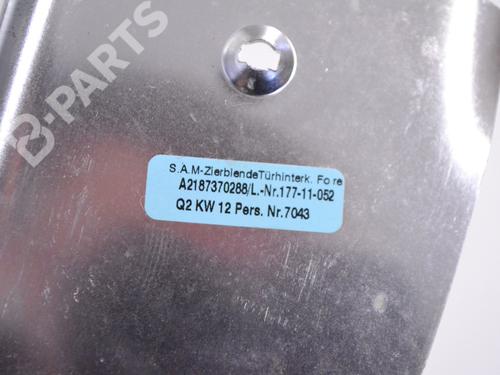 B-PARTS
S.A.M-ZierblendeTürhinterk. Fo re
A2187370288/L.-Nr.177-11-052
Q2 KW 12 Pers. Nr.7043